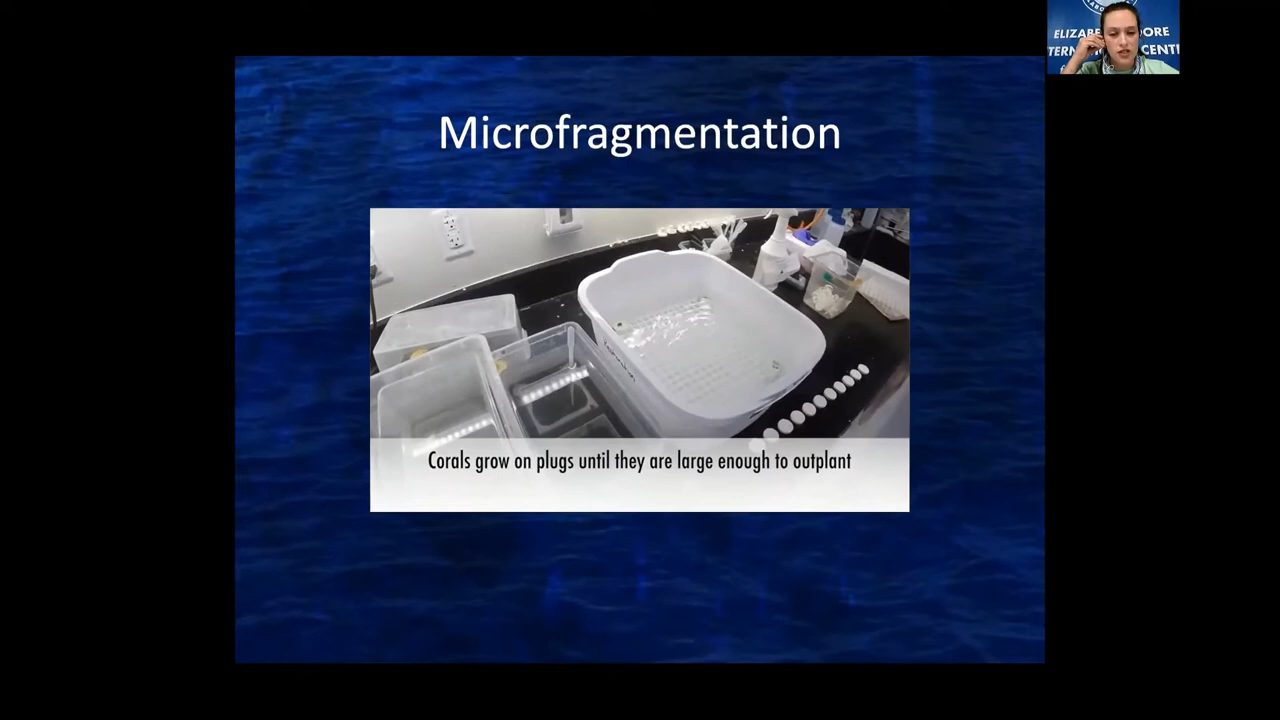 Microfragmentation
Corals grow on plugs until they are large enough to outplant